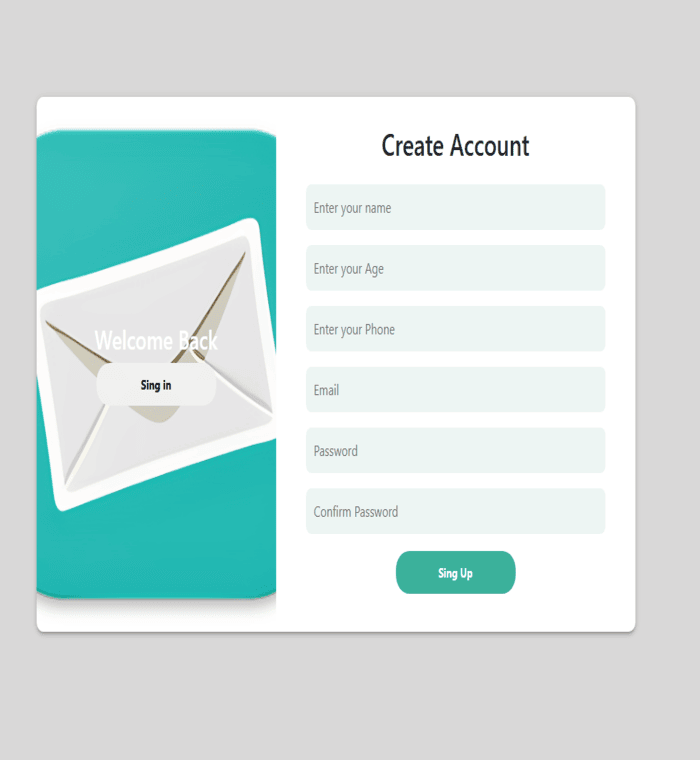 Create Account
Enter your name
Enter your Age
Enter your Phone
Welcome Back
Sing in
Email
Password
Confirm Password
Sing Up